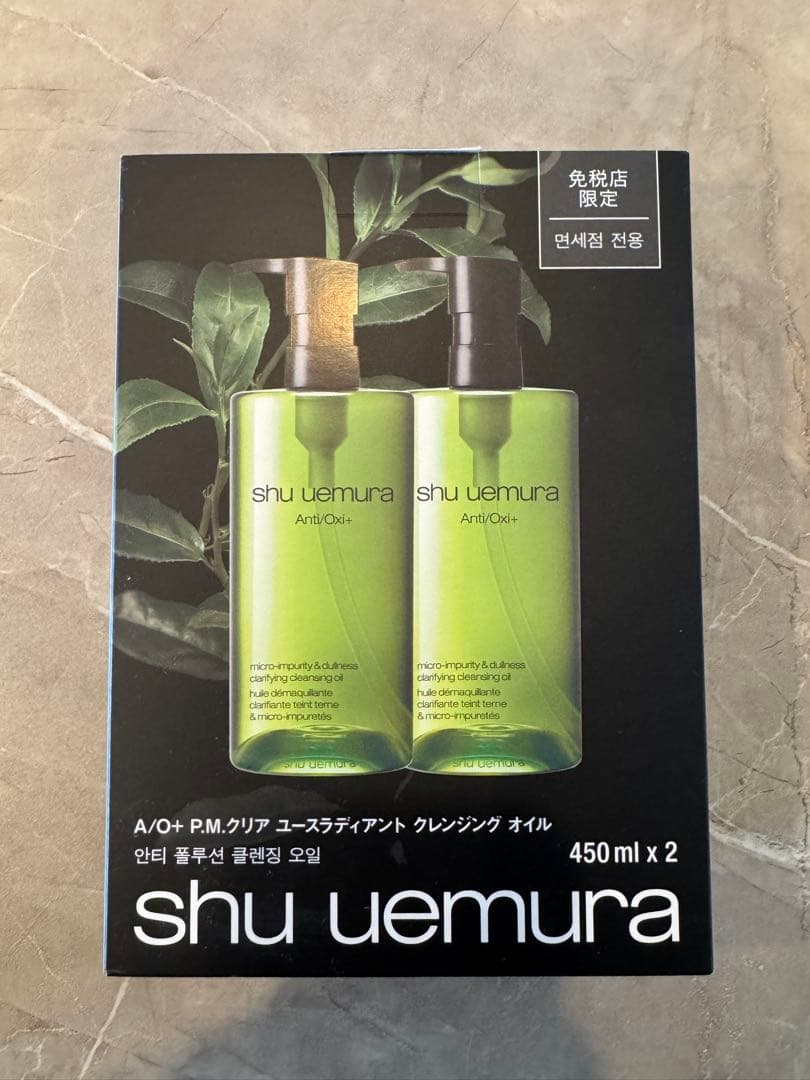 免税店
限定
면세점 전용
shu uemura
Anti/Oxi+
micro-impurity & dullness
clarifying cleansing oil
huile démaquillante
clarifiante teint terne
& micro-impuretés
shu uemura
shu uemura
Anti/Oxi+
micro-impurity & dullness
clarifying cleansing oil
huile démaquillante
clarifiante teint terne
& micro-impuretés
shu uemura
A/O+ P.M.クリア ユースラディアント クレンジング オイル
안티 폴루션 클렌징 오일
450 ml x 2
shu uemura